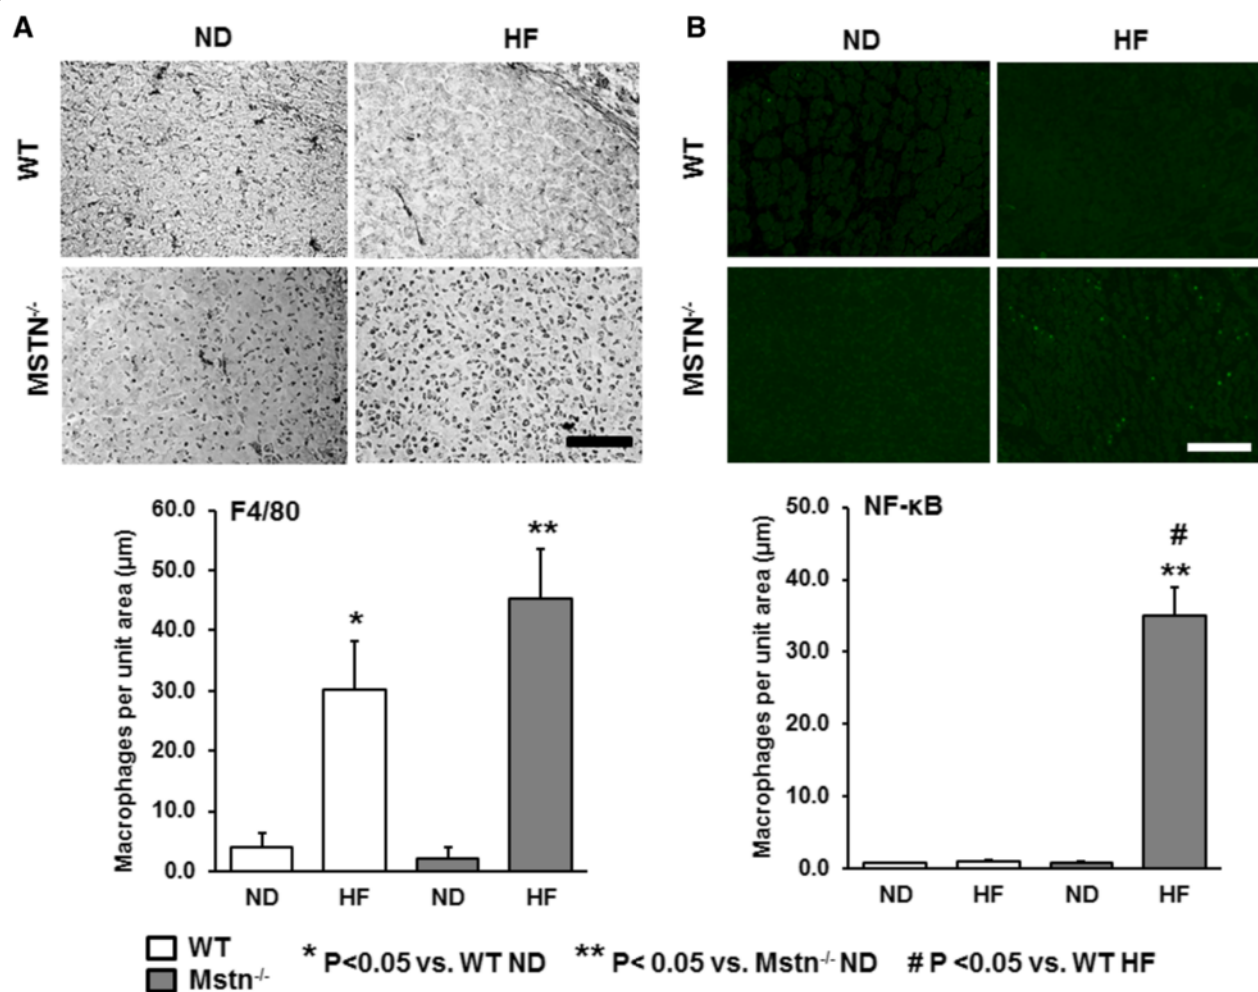 A
ND
HF
B
ND
HF
WT
MSTN-/-
WT
MSTN-/-
F4/80
Macrophages per unit area (μm)
60.0
50.0
40.0
30.0
20.0
10.0
0.0
*
**
ND
HF
ND
HF
NF-κB
Macrophages per unit area (μm)
50.0
40.0
30.0
20.0
10.0
0.0
#
**
ND
HF
ND
HF
WT
Mstn-/-
* P<0.05 vs. WT ND
** P< 0.05 vs. Mstn-/- ND
# P <0.05 vs. WT HF